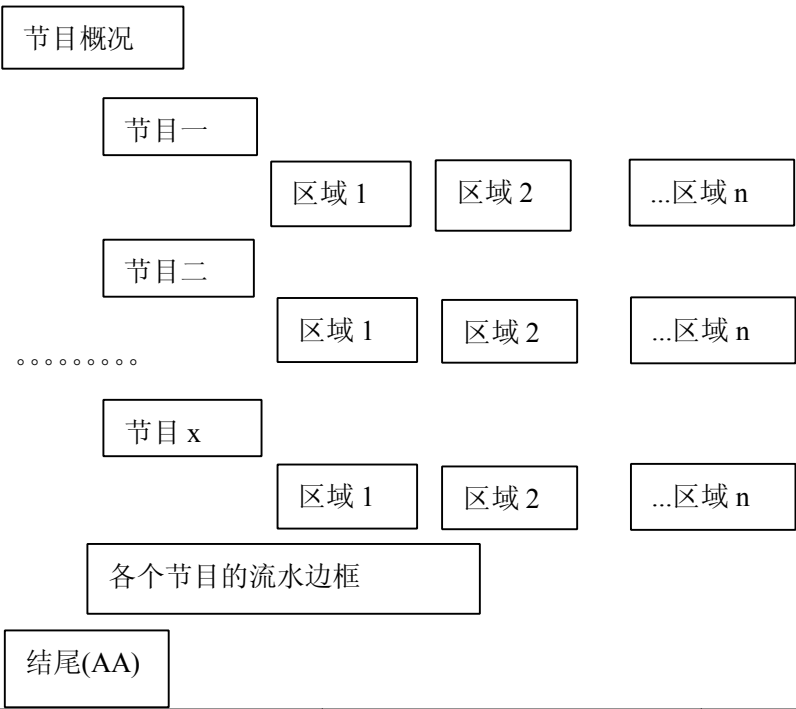 节目概况
节目一
区域 1 区域 2 ...区域 n
节目二
区域 1 区域 2 ...区域 n
。。。。。。。。。
节目 x
区域 1 区域 2 ...区域 n
各个节目的流水边框
结尾(AA)